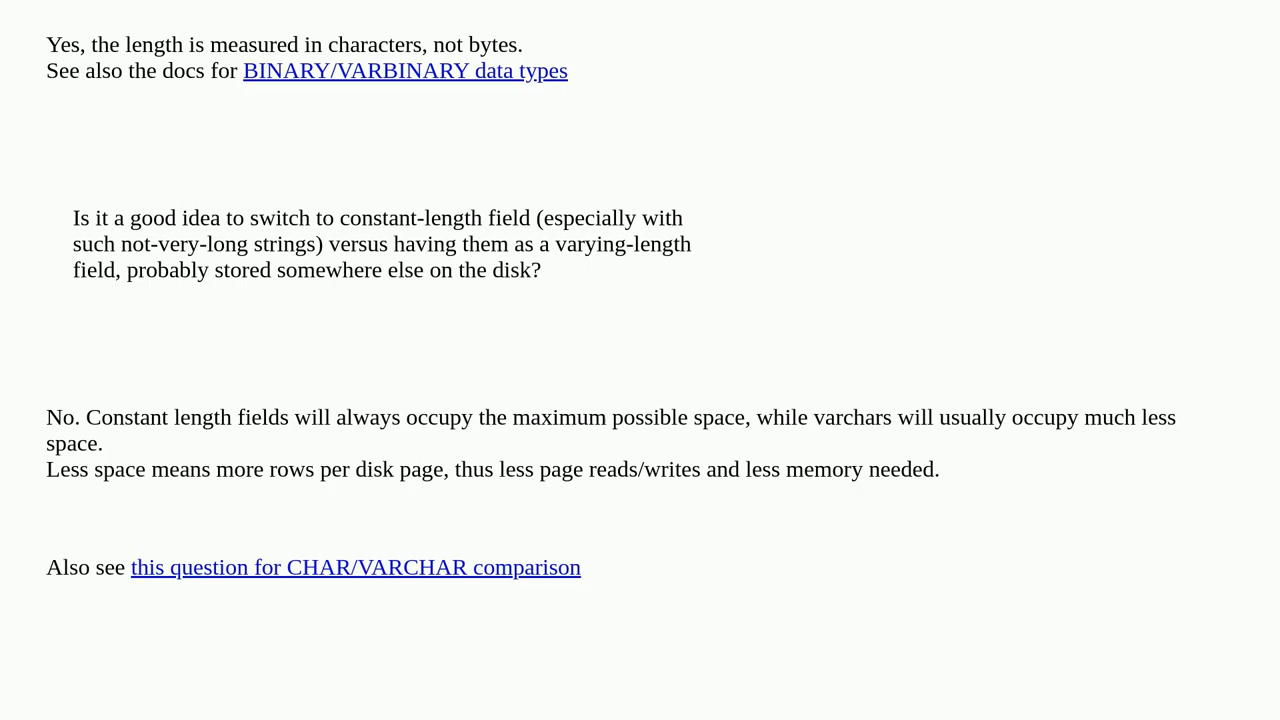 Yes, the length is measured in characters, not bytes.
See also the docs for BINARY/VARBINARY data types
Is it a good idea to switch to constant-length field (especially with
such not-very-long strings) versus having them as a varying-length
field, probably stored somewhere else on the disk?
No. Constant length fields will always occupy the maximum possible space, while varchars will usually occupy much less
space.
Less space means more rows per disk page, thus less page reads/writes and less memory needed.
Also see this question for CHAR/VARCHAR comparison